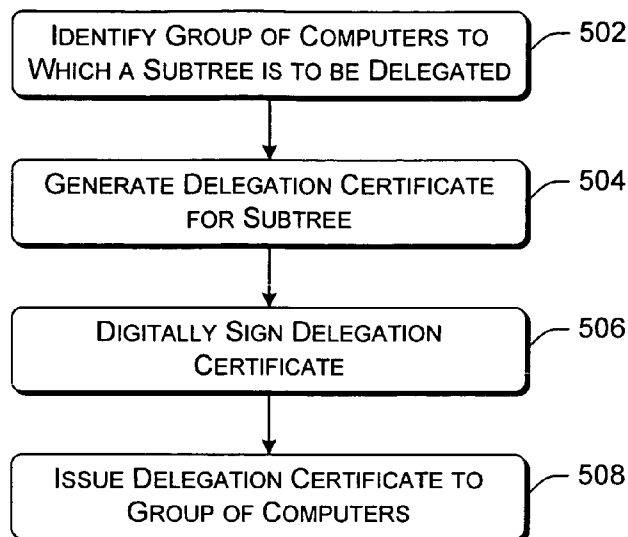 IDENTIFY GROUP OF COMPUTERS TO
WHICH A SUBTREE IS TO BE DELEGATED
502
GENERATE DELEGATION CERTIFICATE
FOR SUBTREE
504
DIGITALLY SIGN DELEGATION
CERTIFICATE
506
ISSUE DELEGATION CERTIFICATE TO
GROUP OF COMPUTERS
508